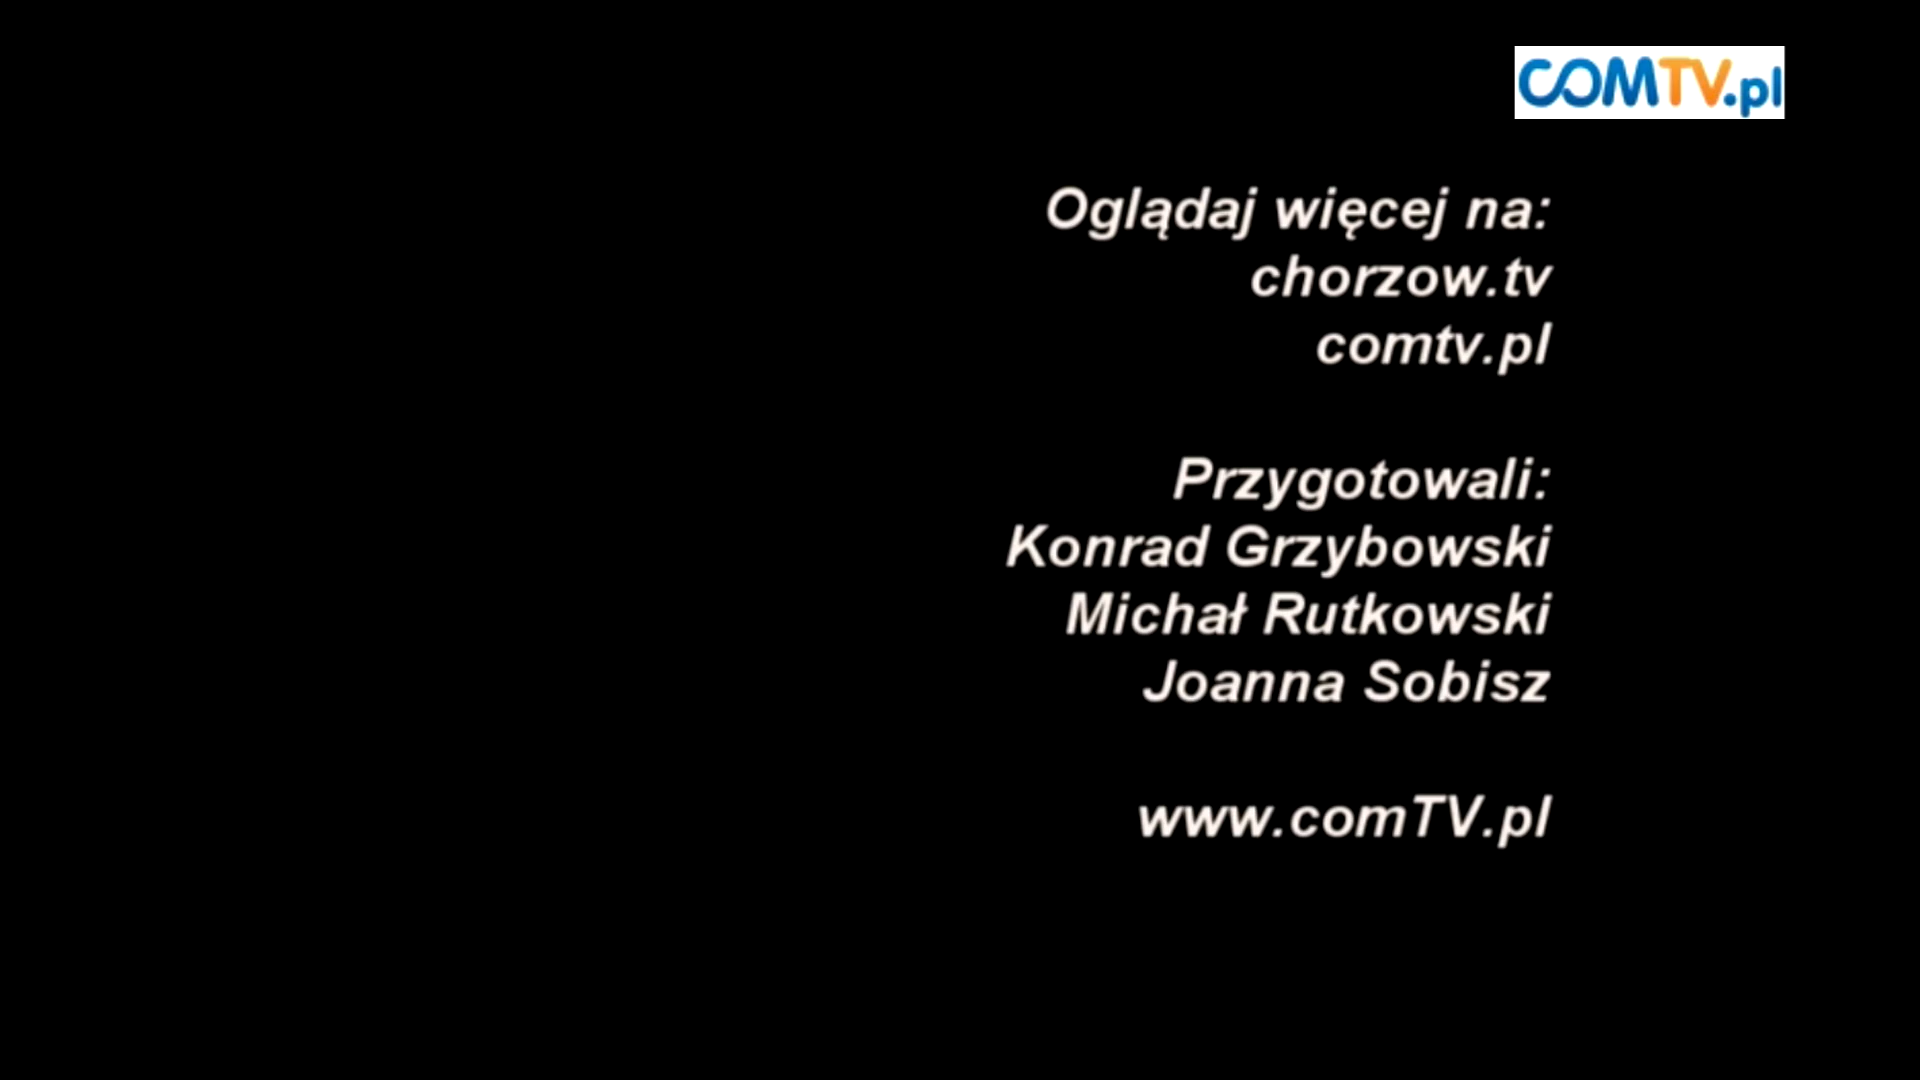 COMTV.pl
Oglądaj więcej na:
chorzow.tv
comtv.pl
Przygotowali:
Konrad Grzybowski
Michał Rutkowski
Joanna Sobisz
www.comTV.pl